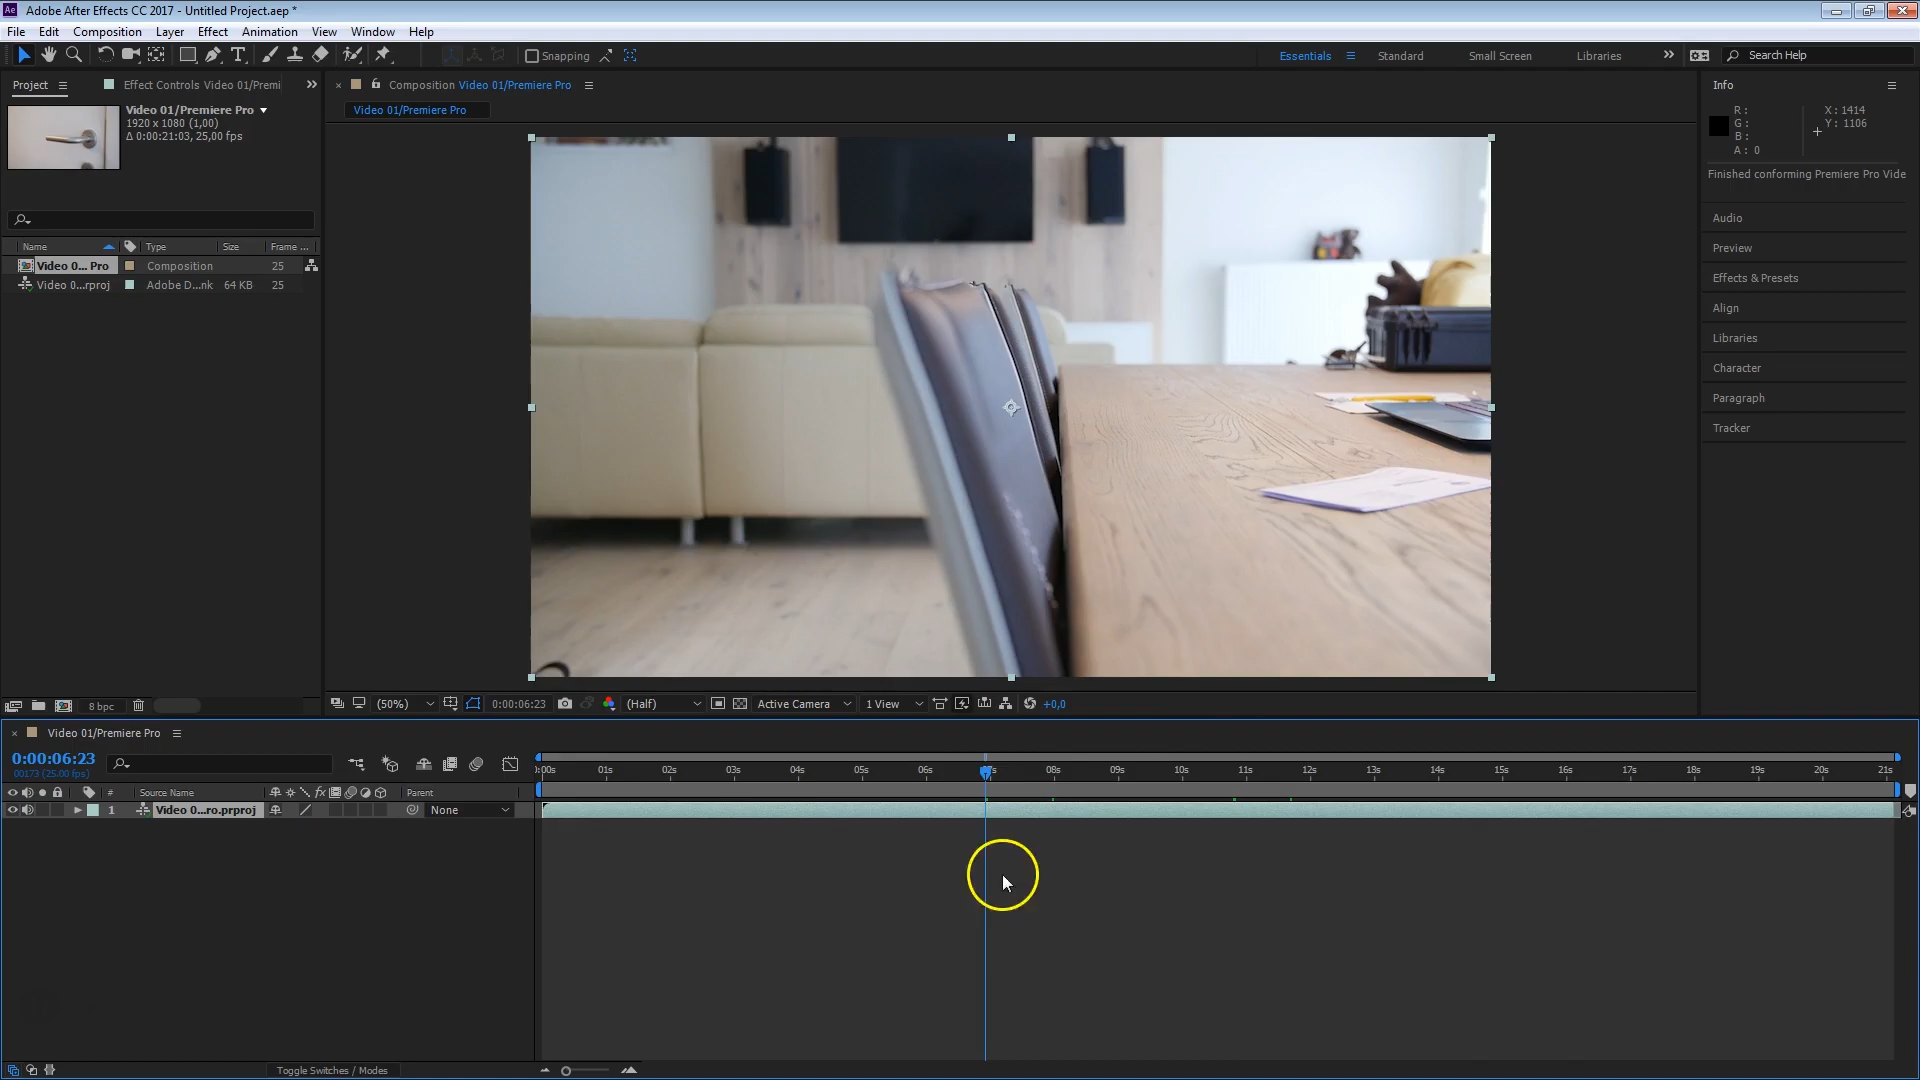 Adobe After Effects CC 2017 - Untitled Project.aep *
File Edit Composition Layer Effect Animation View Window Help
Snapping
Essentials Standard Small Screen Libraries Search Help
Project Effect Controls Video 01/Premi
Composition Video 01/Premiere Pro
Info
Video 01/Premiere Pro
Video 01/Premiere Pro
1920 x 1080 (1,00)
Δ 0:00:21:03, 25,00 fps
R :
G :
B :
A : 0
X : 1414
Y : 1106
Finished conforming Premiere Pro Vide
Audio
Preview
Effects & Presets
Align
Libraries
Character
Paragraph
Tracker
Name Type Size Frame ...
Video 0... Pro Composition 25
Video 0...rproj Adobe D...nk 64 KB 25
8 bpc
(50%) 0:00:06:23 (Half) Active Camera 1 View +0,0
Video 01/Premiere Pro
0:00:06:23
00173 (25.00 fps)
:00s 01s 02s 03s 04s 05s 06s 07s 08s 09s 10s 11s 12s 13s 14s 15s 16s 17s 18s 19s 20s 21s
# Source Name fx Parent
1 Video 0...ro.prproj None
Toggle Switches / Modes